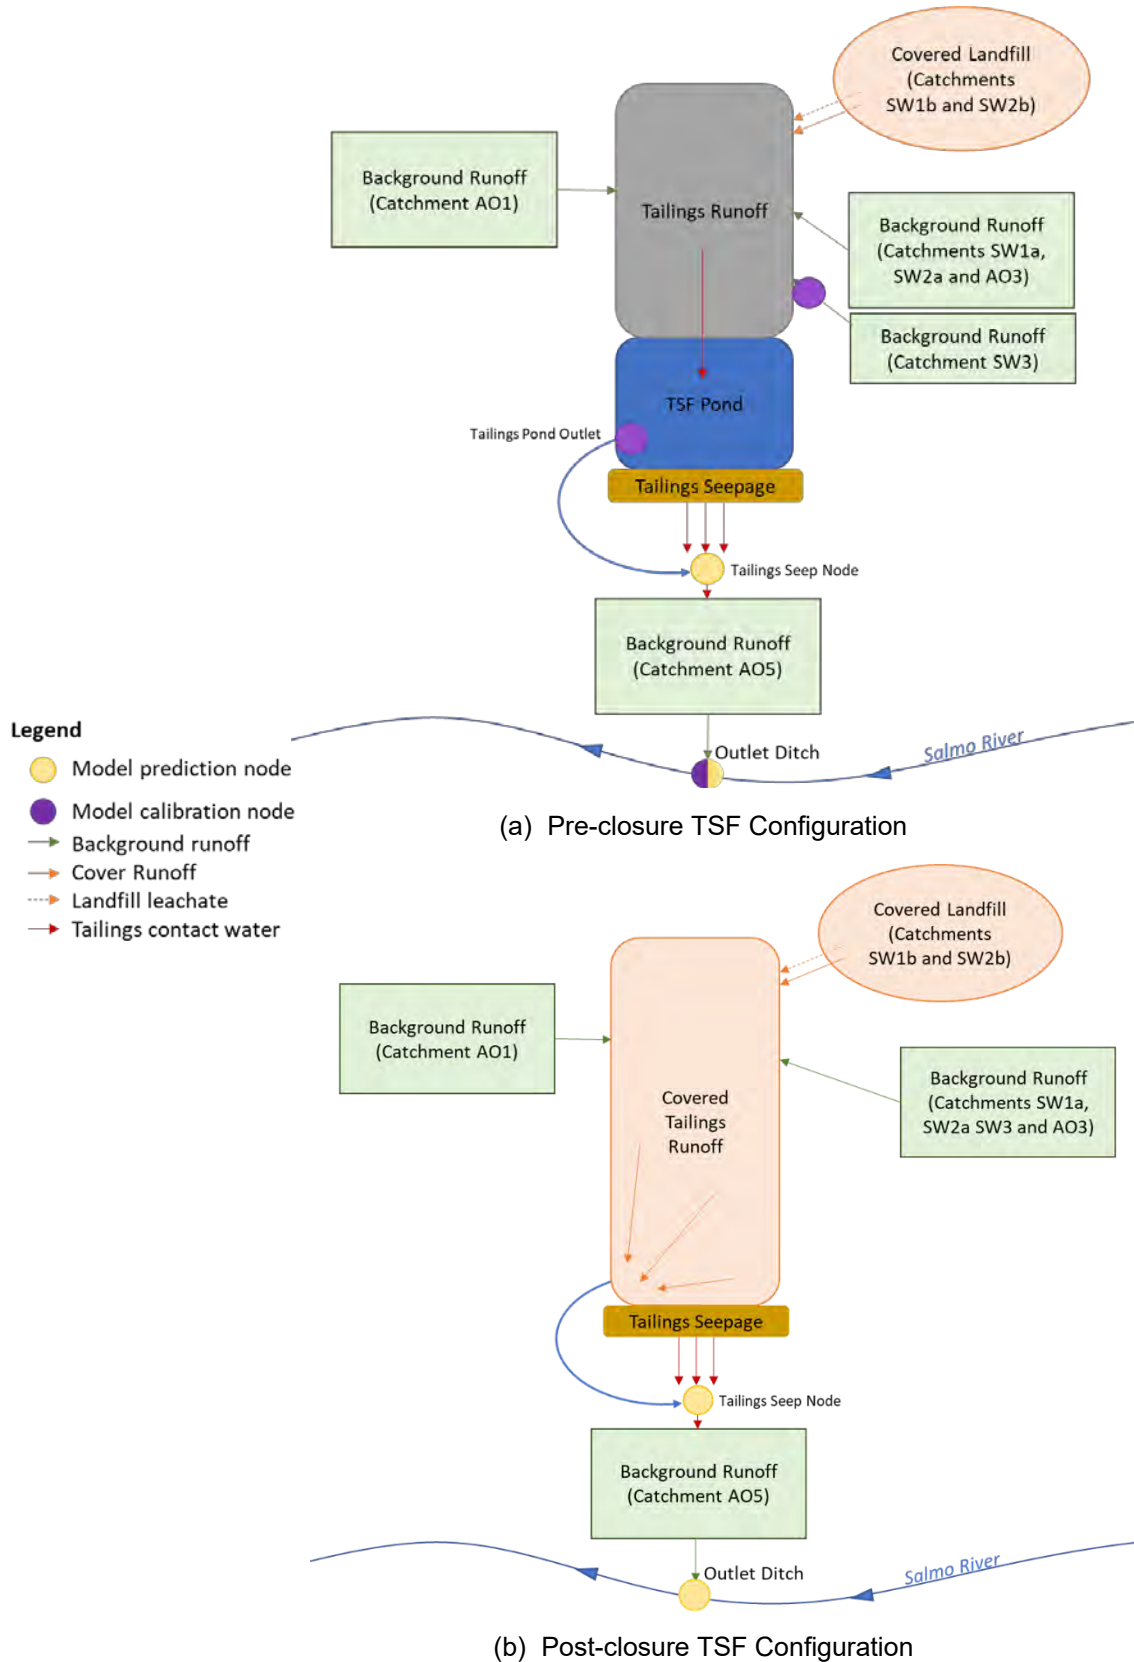 Covered Landfill
(Catchments
SW1b and SW2b)
Background Runoff
(Catchment AO1)
Tailings Runoff
Background Runoff
(Catchments SW1a,
SW2a and AO3)
Background Runoff
(Catchment SW3)
TSF Pond
Tailings Pond Outlet
Tailings Seepage
Tailings Seep Node
Background Runoff
(Catchment AO5)
Salmo River
Outlet Ditch
(a) Pre-closure TSF Configuration
Legend
Model prediction node
Model calibration node
Background runoff
Cover Runoff
Landfill leachate
Tailings contact water
Covered Landfill
(Catchments
SW1b and SW2b)
Background Runoff
(Catchment AO1)
Background Runoff
(Catchments SW1a,
SW2a SW3 and AO3)
Covered
Tailings
Runoff
Tailings Seepage
Tailings Seep Node
Background Runoff
(Catchment AO5)
Outlet Ditch
Salmo River
(b) Post-closure TSF Configuration